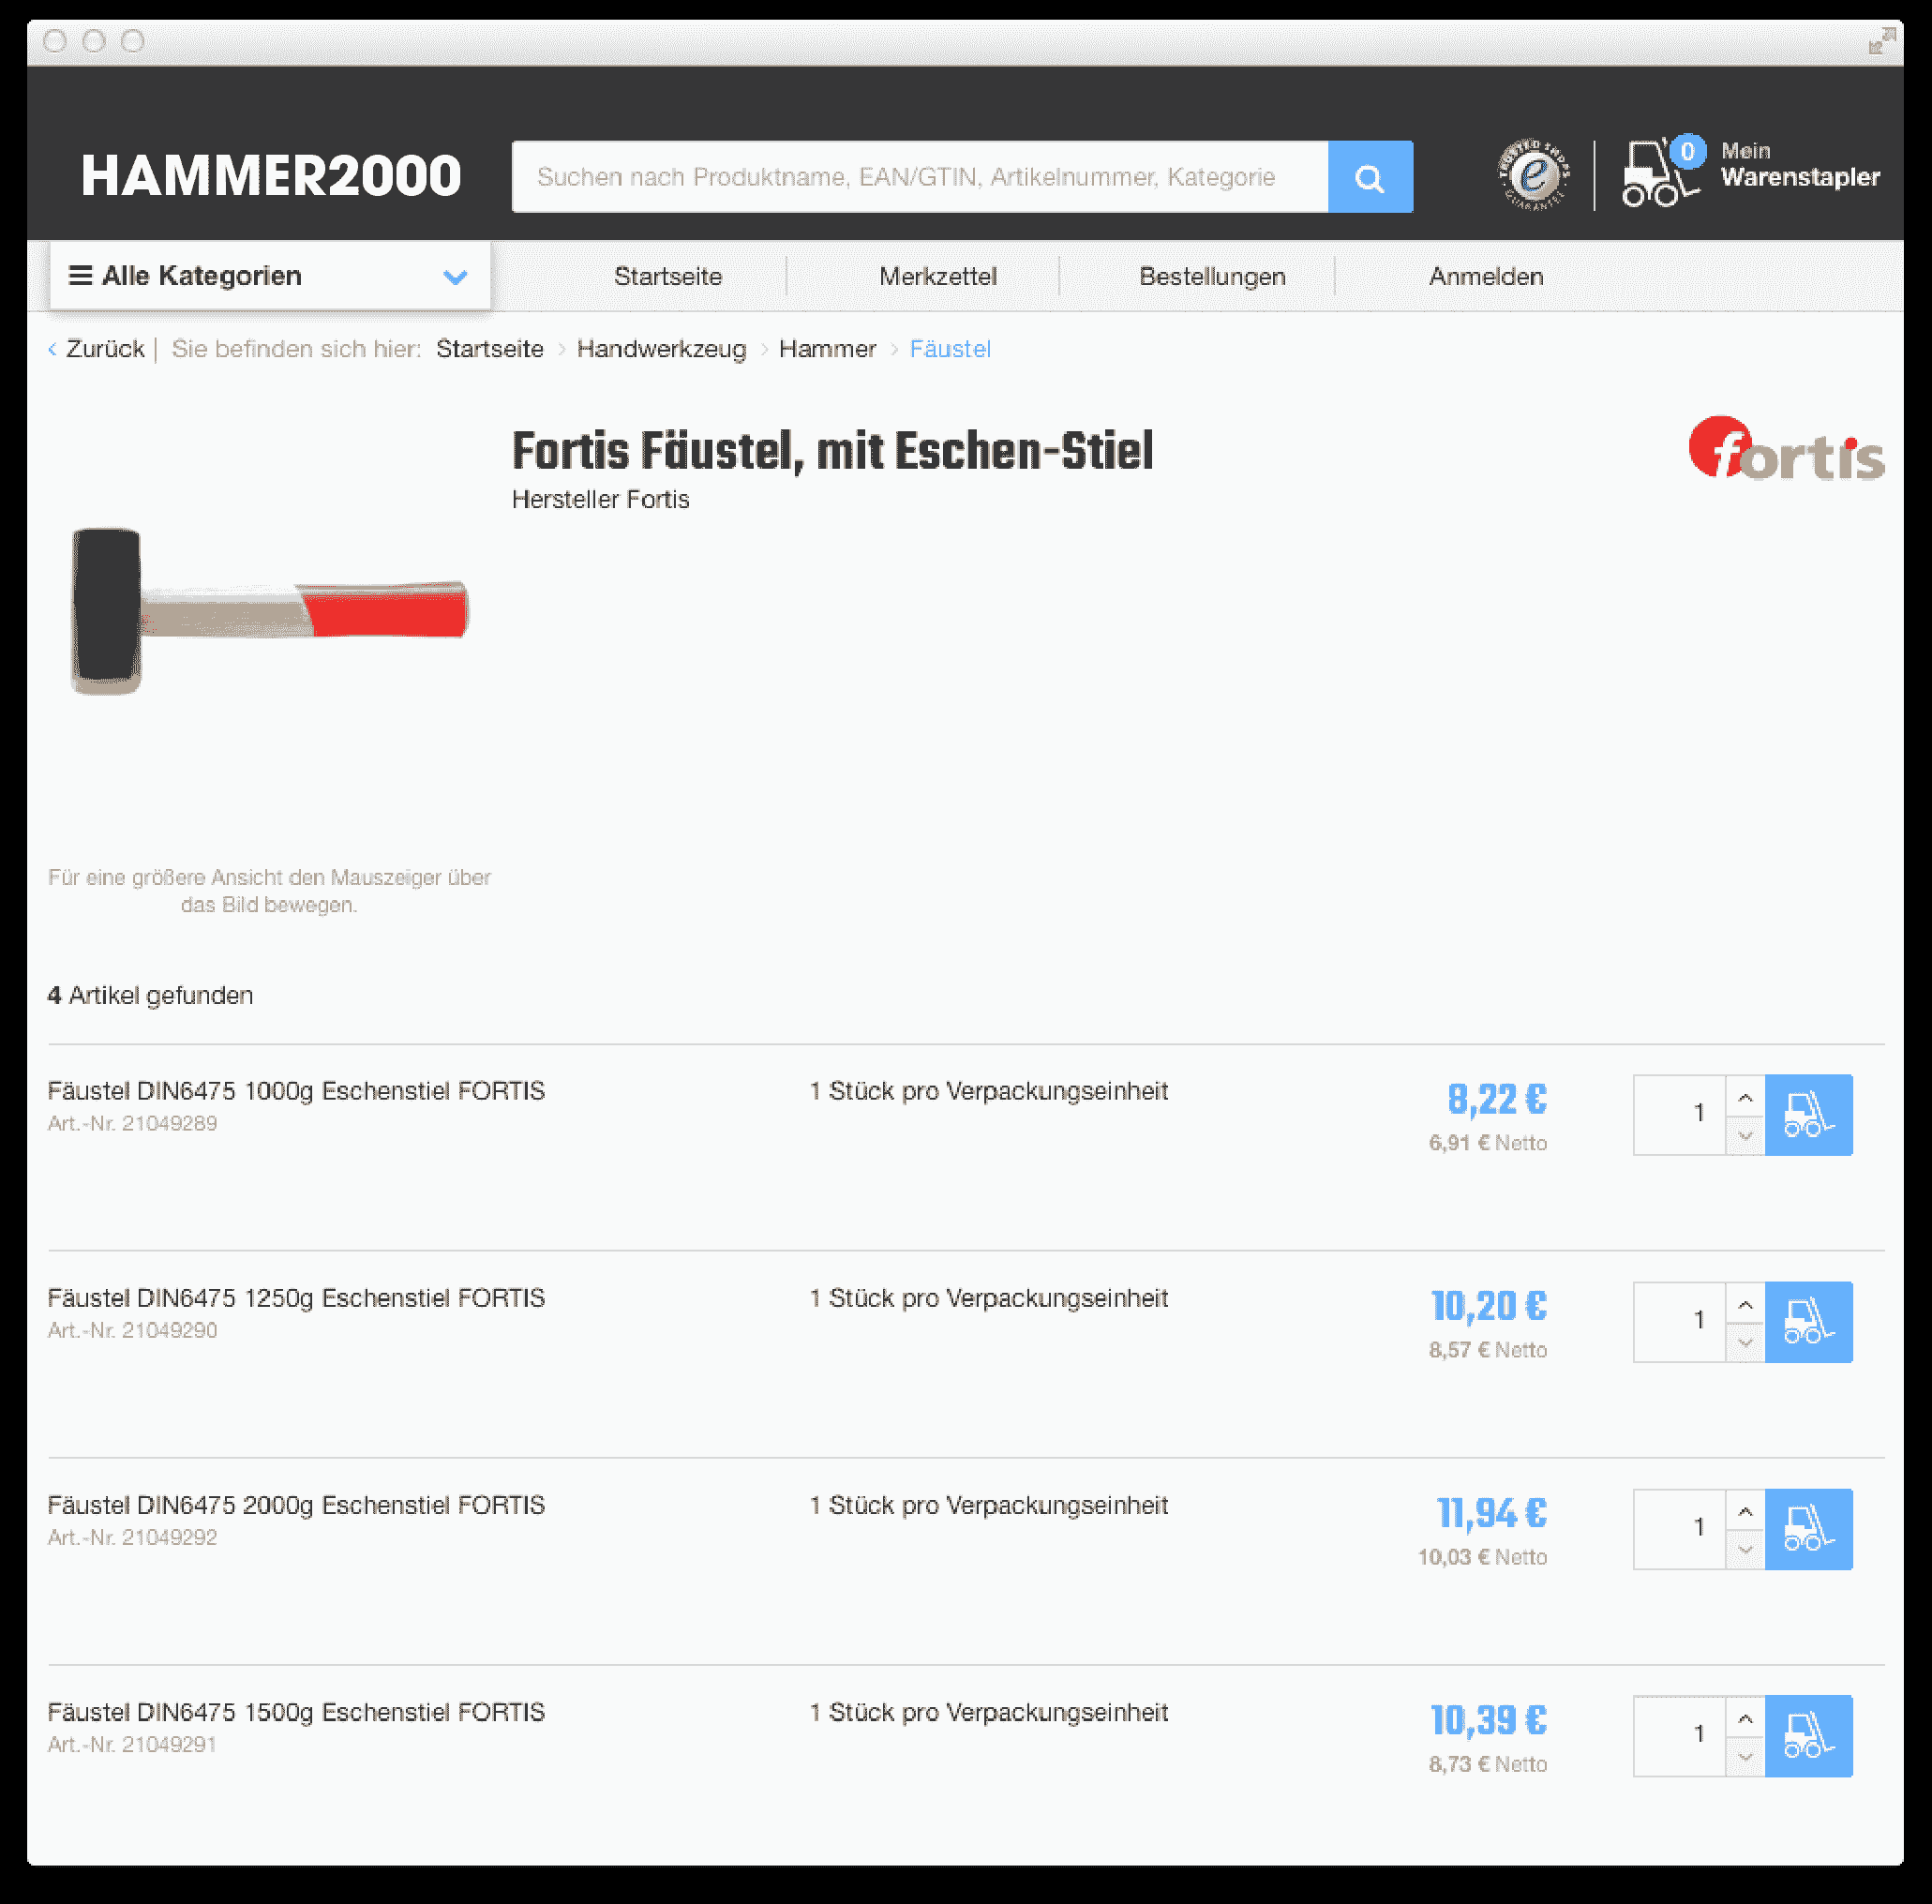 HAMMER2000
Suchen nach Produktname, EAN/GTIN, Artikelnummer, Kategorie
TRUSTED SHOPS
e
GUARANTEE
0
Mein
Warenstapler
Alle Kategorien
Startseite
Merkzettel
Bestellungen
Anmelden
Zurück | Sie befinden sich hier: Startseite > Handwerkzeug > Hammer > Fäustel
Fortis Fäustel, mit Eschen-Stiel
fortis
Hersteller Fortis
Für eine größere Ansicht den Mauszeiger über
das Bild bewegen.
4 Artikel gefunden
Fäustel DIN6475 1000g Eschenstiel FORTIS
Art.-Nr. 21049289
1 Stück pro Verpackungseinheit
8,22 €
6,91 € Netto
1
Fäustel DIN6475 1250g Eschenstiel FORTIS
Art.-Nr. 21049290
1 Stück pro Verpackungseinheit
10,20 €
8,57 € Netto
1
Fäustel DIN6475 2000g Eschenstiel FORTIS
Art.-Nr. 21049292
1 Stück pro Verpackungseinheit
11,94 €
10,03 € Netto
1
Fäustel DIN6475 1500g Eschenstiel FORTIS
Art.-Nr. 21049291
1 Stück pro Verpackungseinheit
10,39 €
8,73 € Netto
1